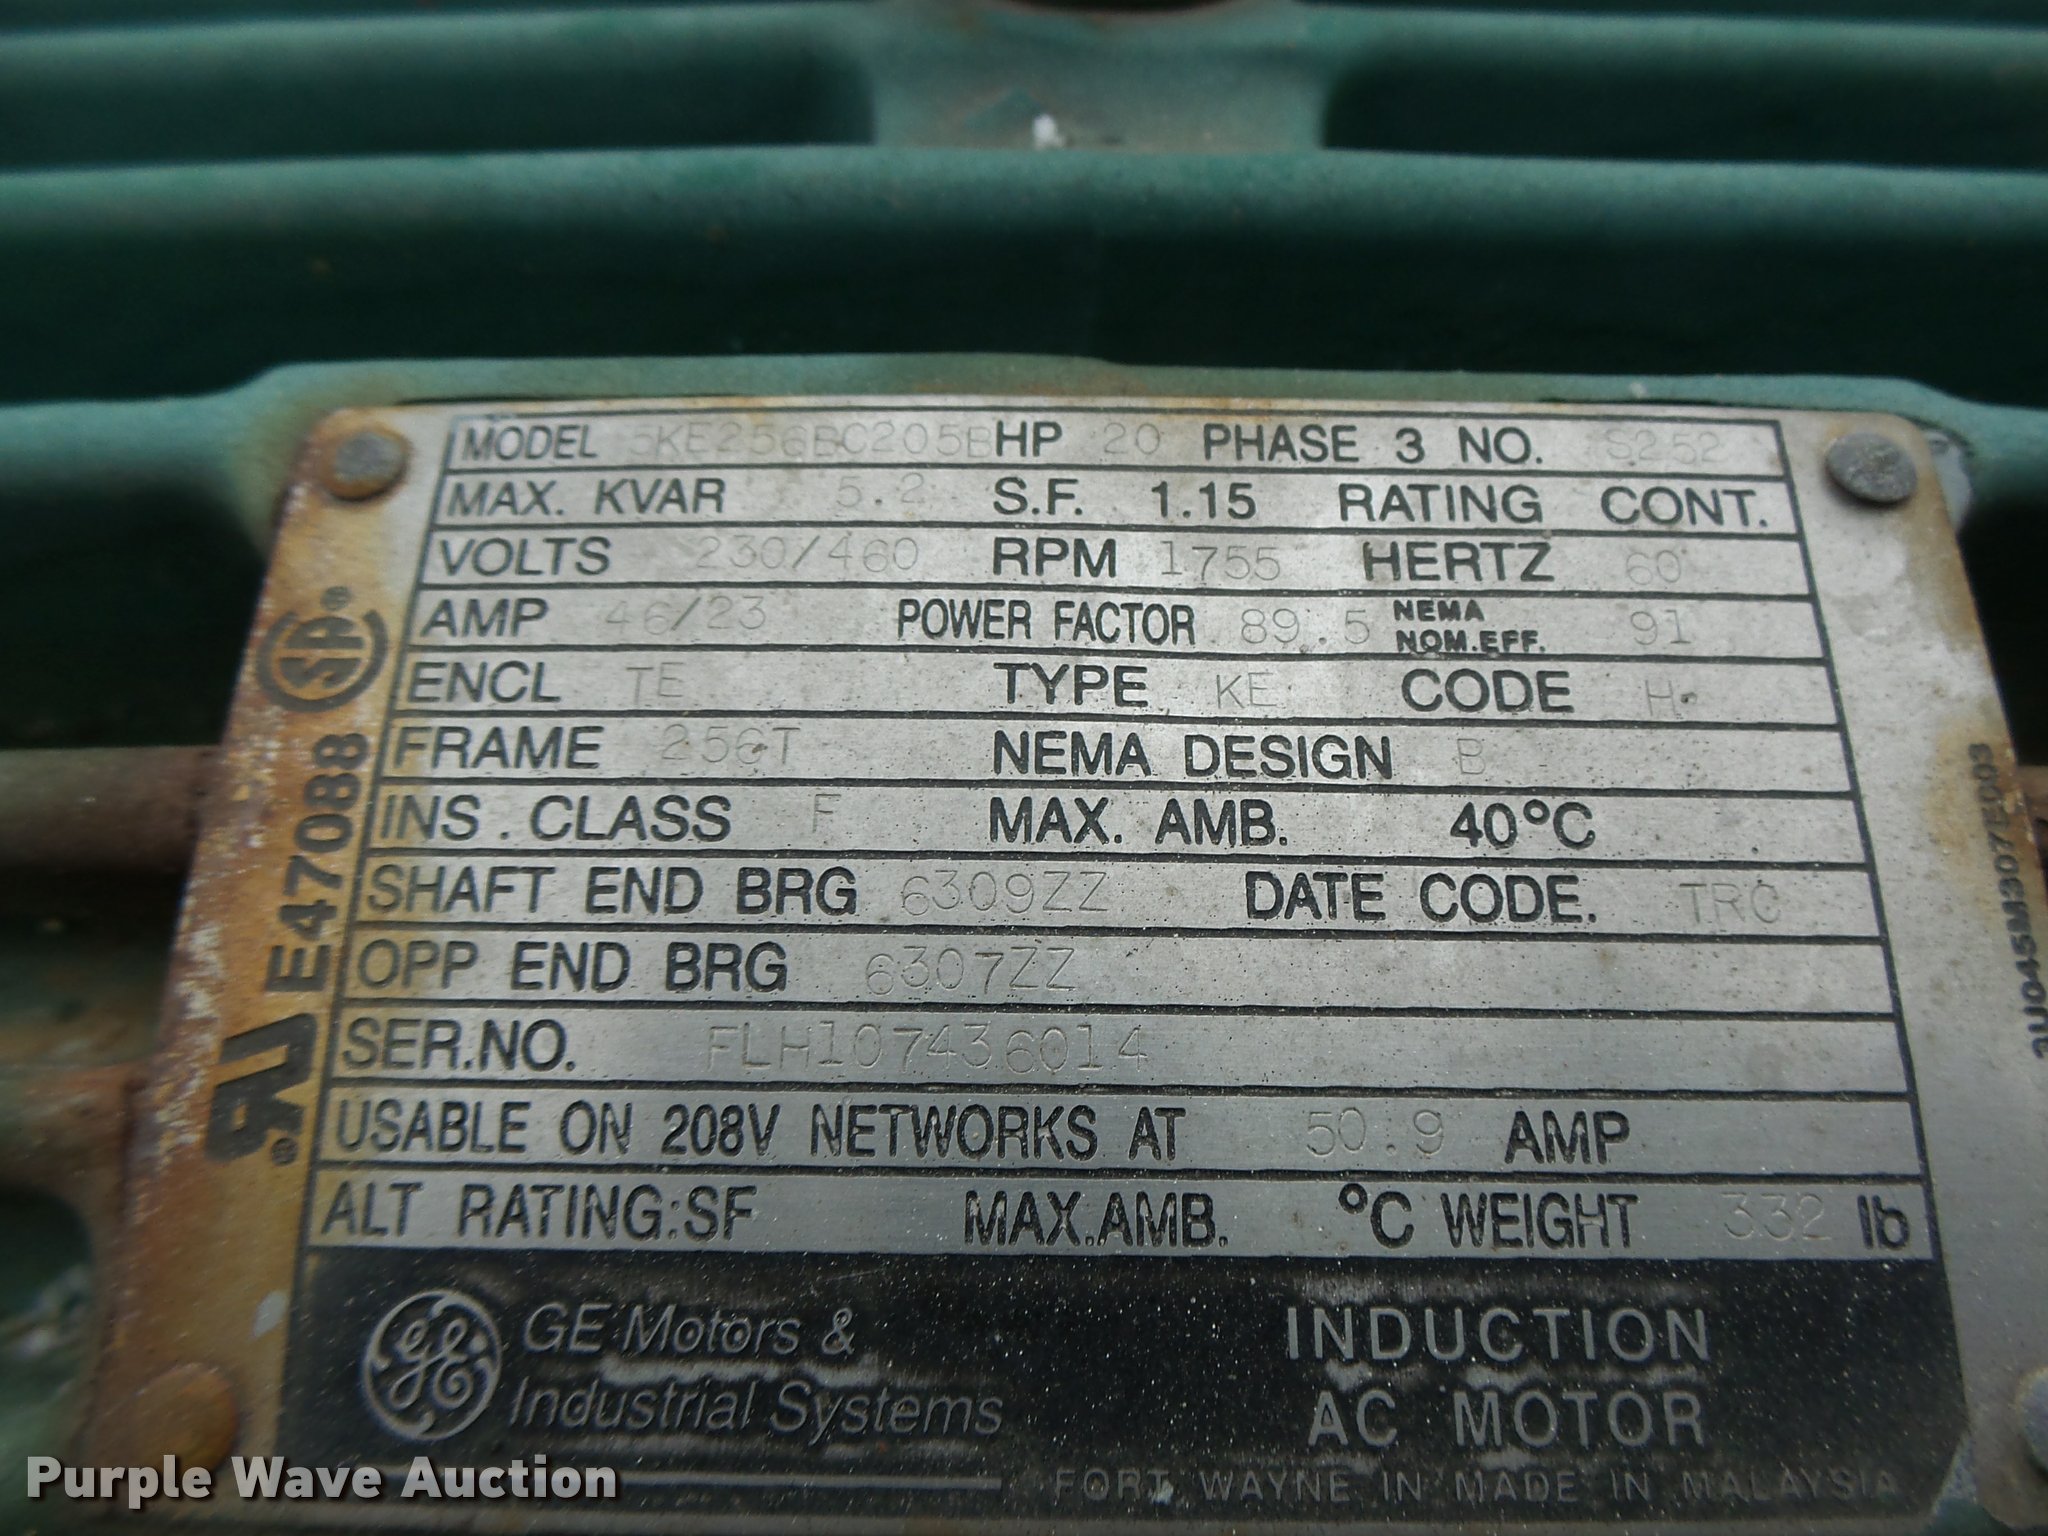 MODEL 5KE256BC205B HP 20 PHASE 3 NO. S252
MAX. KVAR 5.2 S.F. 1.15 RATING CONT.
VOLTS 230/460 RPM 1755 HERTZ 60
AMP 46/23 POWER FACTOR 89.5 NEMA NOM.EFF. 91
ENCL TE TYPE KE CODE H
FRAME 256T NEMA DESIGN B
INS. CLASS F MAX. AMB. 40°C
SHAFT END BRG 6309ZZ DATE CODE. TRC
OPP END BRG 6307ZZ
SER.NO. FLH107436014
USABLE ON 208V NETWORKS AT 50.9 AMP
ALT RATING:SF MAX.AMB. °C WEIGHT 332 lb
GE Motors &
Industrial Systems
INDUCTION
AC MOTOR
FORT WAYNE IN MADE IN MALAYSIA
E47088
SA®
®
Purple Wave Auction